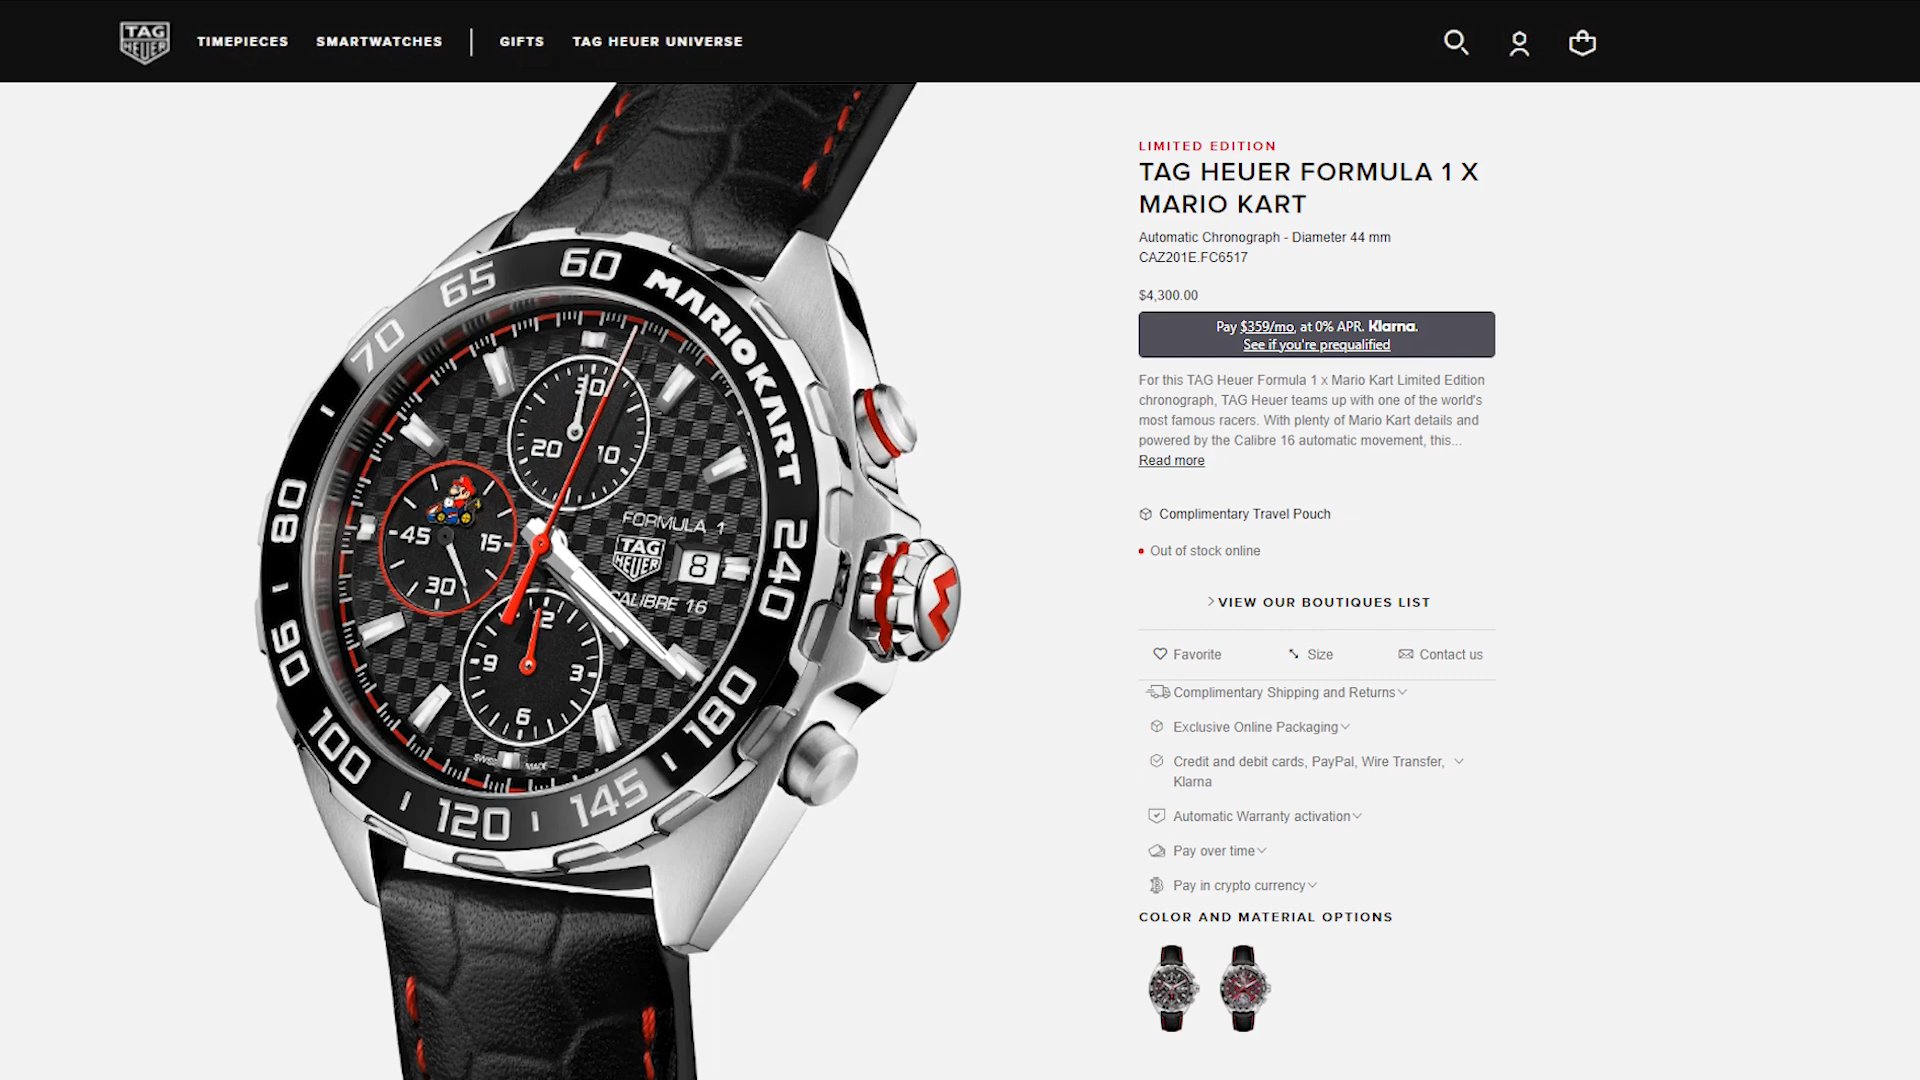 TAG
HEUER
TIMEPIECES
SMARTWATCHES
GIFTS
TAG HEUER UNIVERSE
LIMITED EDITION
TAG HEUER FORMULA 1 X
MARIO KART
Automatic Chronograph - Diameter 44 mm
CAZ201E.FC6517
$4,300.00
Pay $359/mo, at 0% APR. Klarna.
See if you're prequalified
For this TAG Heuer Formula 1 x Mario Kart Limited Edition
chronograph, TAG Heuer teams up with one of the world's
most famous racers. With plenty of Mario Kart details and
powered by the Calibre 16 automatic movement, this...
Read more
Complimentary Travel Pouch
Out of stock online
VIEW OUR BOUTIQUES LIST
Favorite
Size
Contact us
Complimentary Shipping and Returns
Exclusive Online Packaging
Credit and debit cards, PayPal, Wire Transfer,
Klarna
Automatic Warranty activation
Pay over time
Pay in crypto currency
COLOR AND MATERIAL OPTIONS
60
MARIOKART
240
180
145
120
100
90
80
70
65
30
20
10
45
15
30
FORMULA 1
TAG
HEUER
8
CALIBRE 16
12
9
3
6
SWISS MADE